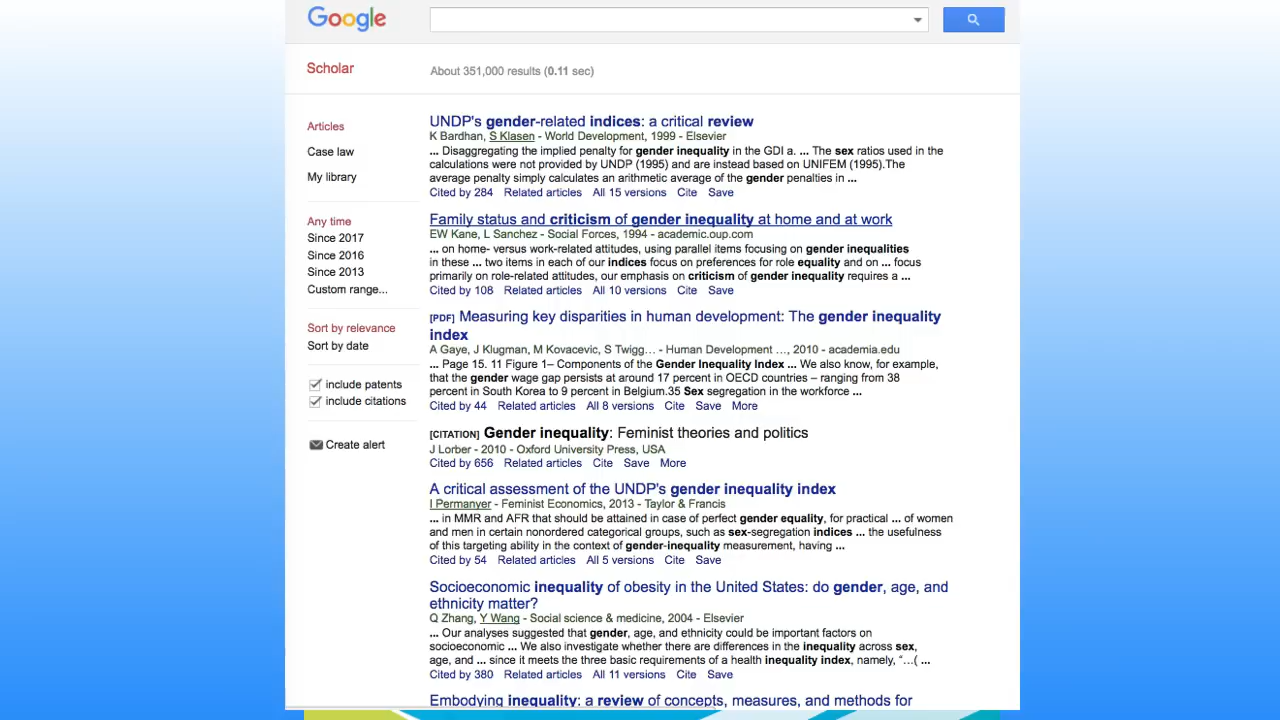 Google
Scholar
About 351,000 results (0.11 sec)
Articles
Case law
My library
Any time
Since 2017
Since 2016
Since 2013
Custom range...
Sort by relevance
Sort by date
include patents
include citations
Create alert
UNDP's gender-related indices: a critical review
K Bardhan, S Klasen - World Development, 1999 - Elsevier
... Disaggregating the implied penalty for gender inequality in the GDI a. ... The sex ratios used in the
calculations were not provided by UNDP (1995) and are instead based on UNIFEM (1995).The
average penalty simply calculates an arithmetic average of the gender penalties in ...
Cited by 284 Related articles All 15 versions Cite Save
Family status and criticism of gender inequality at home and at work
EW Kane, L Sanchez - Social Forces, 1994 - academic.oup.com
... on home- versus work-related attitudes, using parallel items focusing on gender inequalities
in these ... two items in each of our indices focus on preferences for role equality and on ... focus
primarily on role-related attitudes, our emphasis on criticism of gender inequality requires a ...
Cited by 108 Related articles All 10 versions Cite Save
[PDF] Measuring key disparities in human development: The gender inequality
index
A Gaye, J Klugman, M Kovacevic, S Twigg... - Human Development ..., 2010 - academia.edu
... Page 15. 11 Figure 1– Components of the Gender Inequality Index ... We also know, for example,
that the gender wage gap persists at around 17 percent in OECD countries – ranging from 38
percent in South Korea to 9 percent in Belgium.35 Sex segregation in the workforce ...
Cited by 44 Related articles All 8 versions Cite Save More
[CITATION] Gender inequality: Feminist theories and politics
J Lorber - 2010 - Oxford University Press, USA
Cited by 656 Related articles Cite Save More
A critical assessment of the UNDP's gender inequality index
I Permanyer - Feminist Economics, 2013 - Taylor & Francis
... in MMR and AFR that should be attained in case of perfect gender equality, for practical ... of women
and men in certain nonordered categorical groups, such as sex-segregation indices ... the usefulness
of this targeting ability in the context of gender-inequality measurement, having ...
Cited by 54 Related articles All 5 versions Cite Save
Socioeconomic inequality of obesity in the United States: do gender, age, and
ethnicity matter?
Q Zhang, Y Wang - Social science & medicine, 2004 - Elsevier
... Our analyses suggested that gender, age, and ethnicity could be important factors on
socioeconomic ... We also investigate whether there are differences in the inequality across sex,
age, and ... since it meets the three basic requirements of a health inequality index, namely, “...( ...
Cited by 380 Related articles All 11 versions Cite Save
Embodying inequality: a review of concepts, measures, and methods for